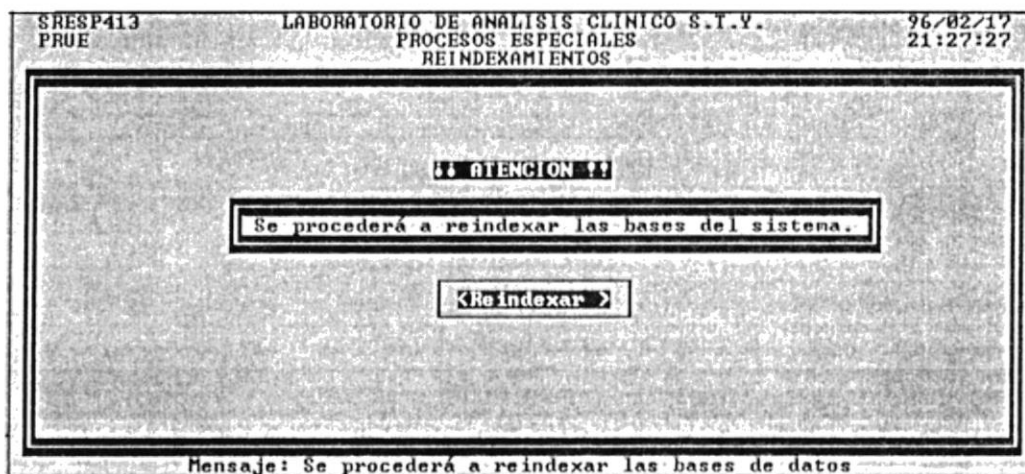 SRESP413 LABORATORIO DE ANALISIS CLINICO S.T.Y. 96/02/17
PRUE PROCESOS ESPECIALES 21:27:27
REINDEXAMIENTOS
¡¡ ATENCION !!
Se procederá a reindexar las bases del sistema.
<Reindexar >
Mensaje: Se procederá a reindexar las bases de datos